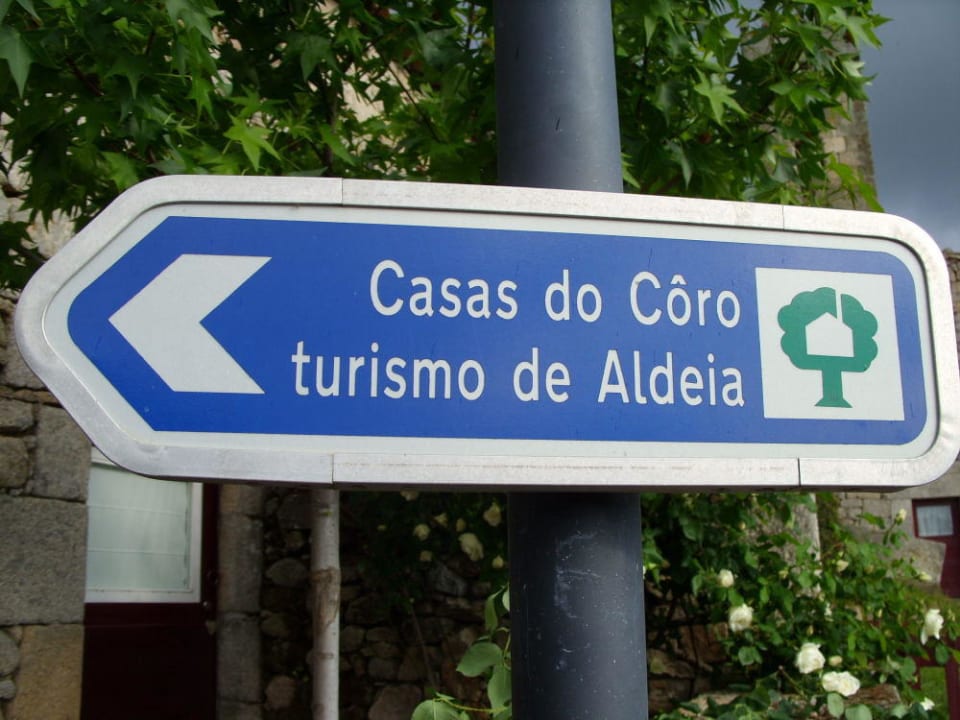 Casas do Côro
turismo de Aldeia